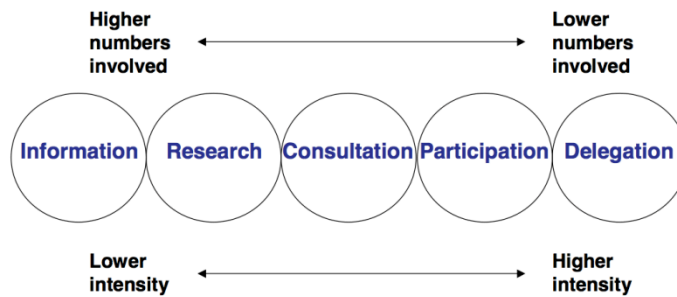 Higher
numbers
involved
Lower
numbers
involved
Information
Research
Consultation
Participation
Delegation
Lower
intensity
Higher
intensity